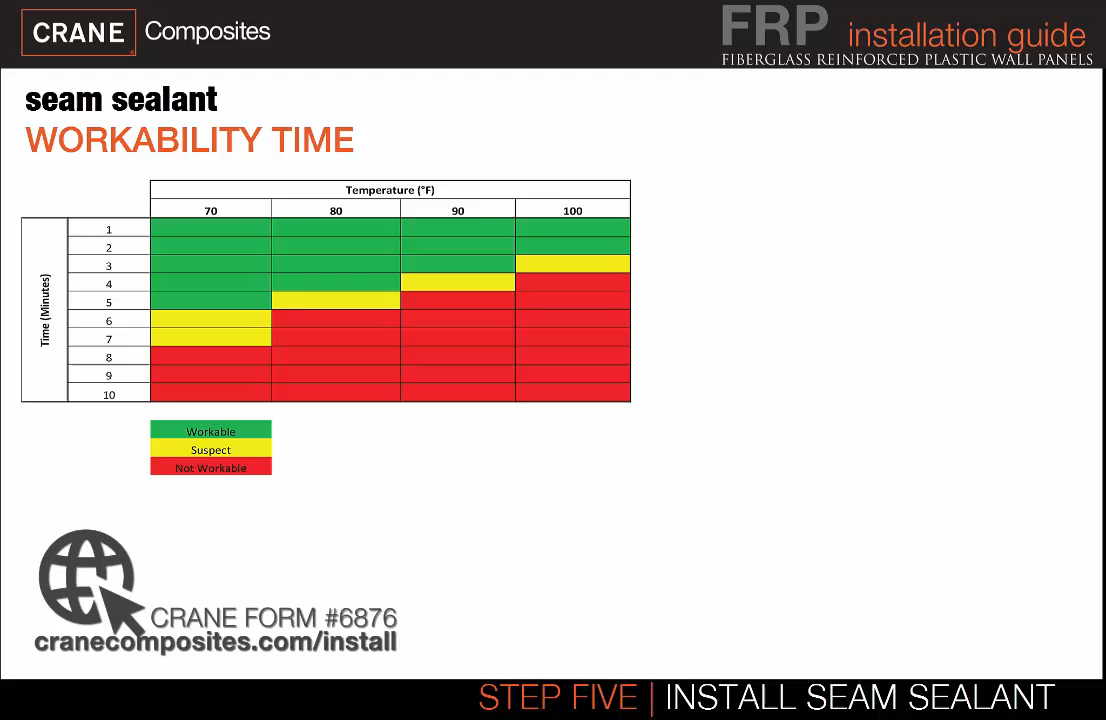 CRANE Composites
FRP installation guide
FIBERGLASS REINFORCED PLASTIC WALL PANELS
seam sealant
WORKABILITY TIME
Temperature (°F)
70 80 90 100
Time (Minutes)
1
2
3
4
5
6
7
8
9
10
Workable
Suspect
Not Workable
CRANE FORM #6876
cranecomposites.com/install
STEP FIVE | INSTALL SEAM SEALANT